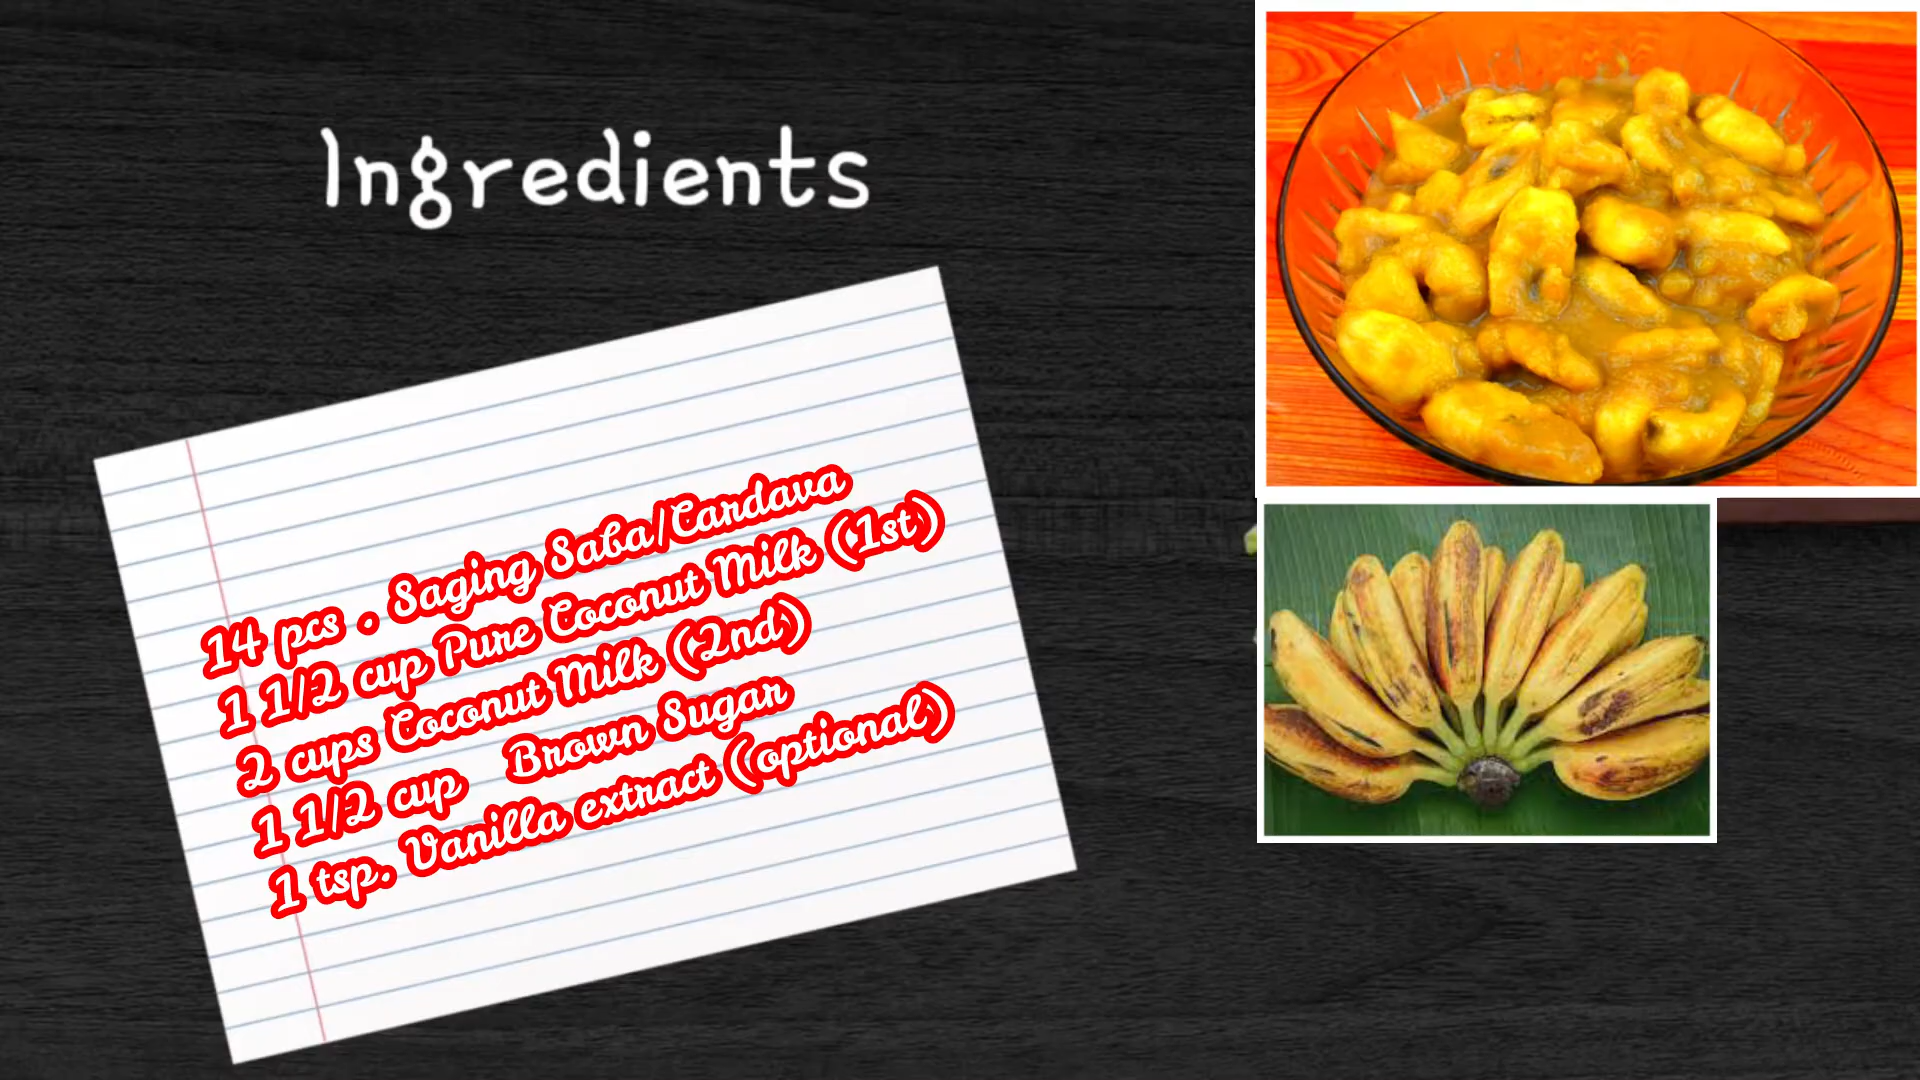 Ingredients
14 pcs. Saging Saba/Cardava
1 1/2 cup Pure Coconut Milk (1st)
2 cups Coconut Milk (2nd)
1 1/2 cup Brown Sugar
1 tsp. Vanilla extract (optional)